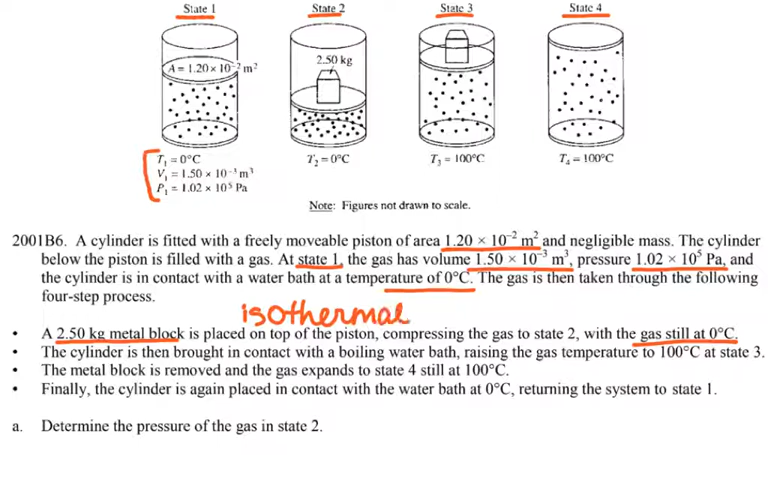 State 1 State 2 State 3 State 4
A = 1.20 × 10⁻² m² 2.50 kg
T₁ = 0°C T₂ = 0°C T₃ = 100°C T₄ = 100°C
V₁ = 1.50 × 10⁻³ m³
P₁ = 1.02 × 10⁵ Pa
Note: Figures not drawn to scale.
2001B6. A cylinder is fitted with a freely moveable piston of area 1.20 × 10⁻² m² and negligible mass. The cylinder
below the piston is filled with a gas. At state 1, the gas has volume 1.50 × 10⁻³ m³, pressure 1.02 × 10⁵ Pa, and
the cylinder is in contact with a water bath at a temperature of 0°C. The gas is then taken through the following
four-step process.
isothermal
• A 2.50 kg metal block is placed on top of the piston, compressing the gas to state 2, with the gas still at 0°C.
• The cylinder is then brought in contact with a boiling water bath, raising the gas temperature to 100°C at state 3.
• The metal block is removed and the gas expands to state 4 still at 100°C.
• Finally, the cylinder is again placed in contact with the water bath at 0°C, returning the system to state 1.
a. Determine the pressure of the gas in state 2.